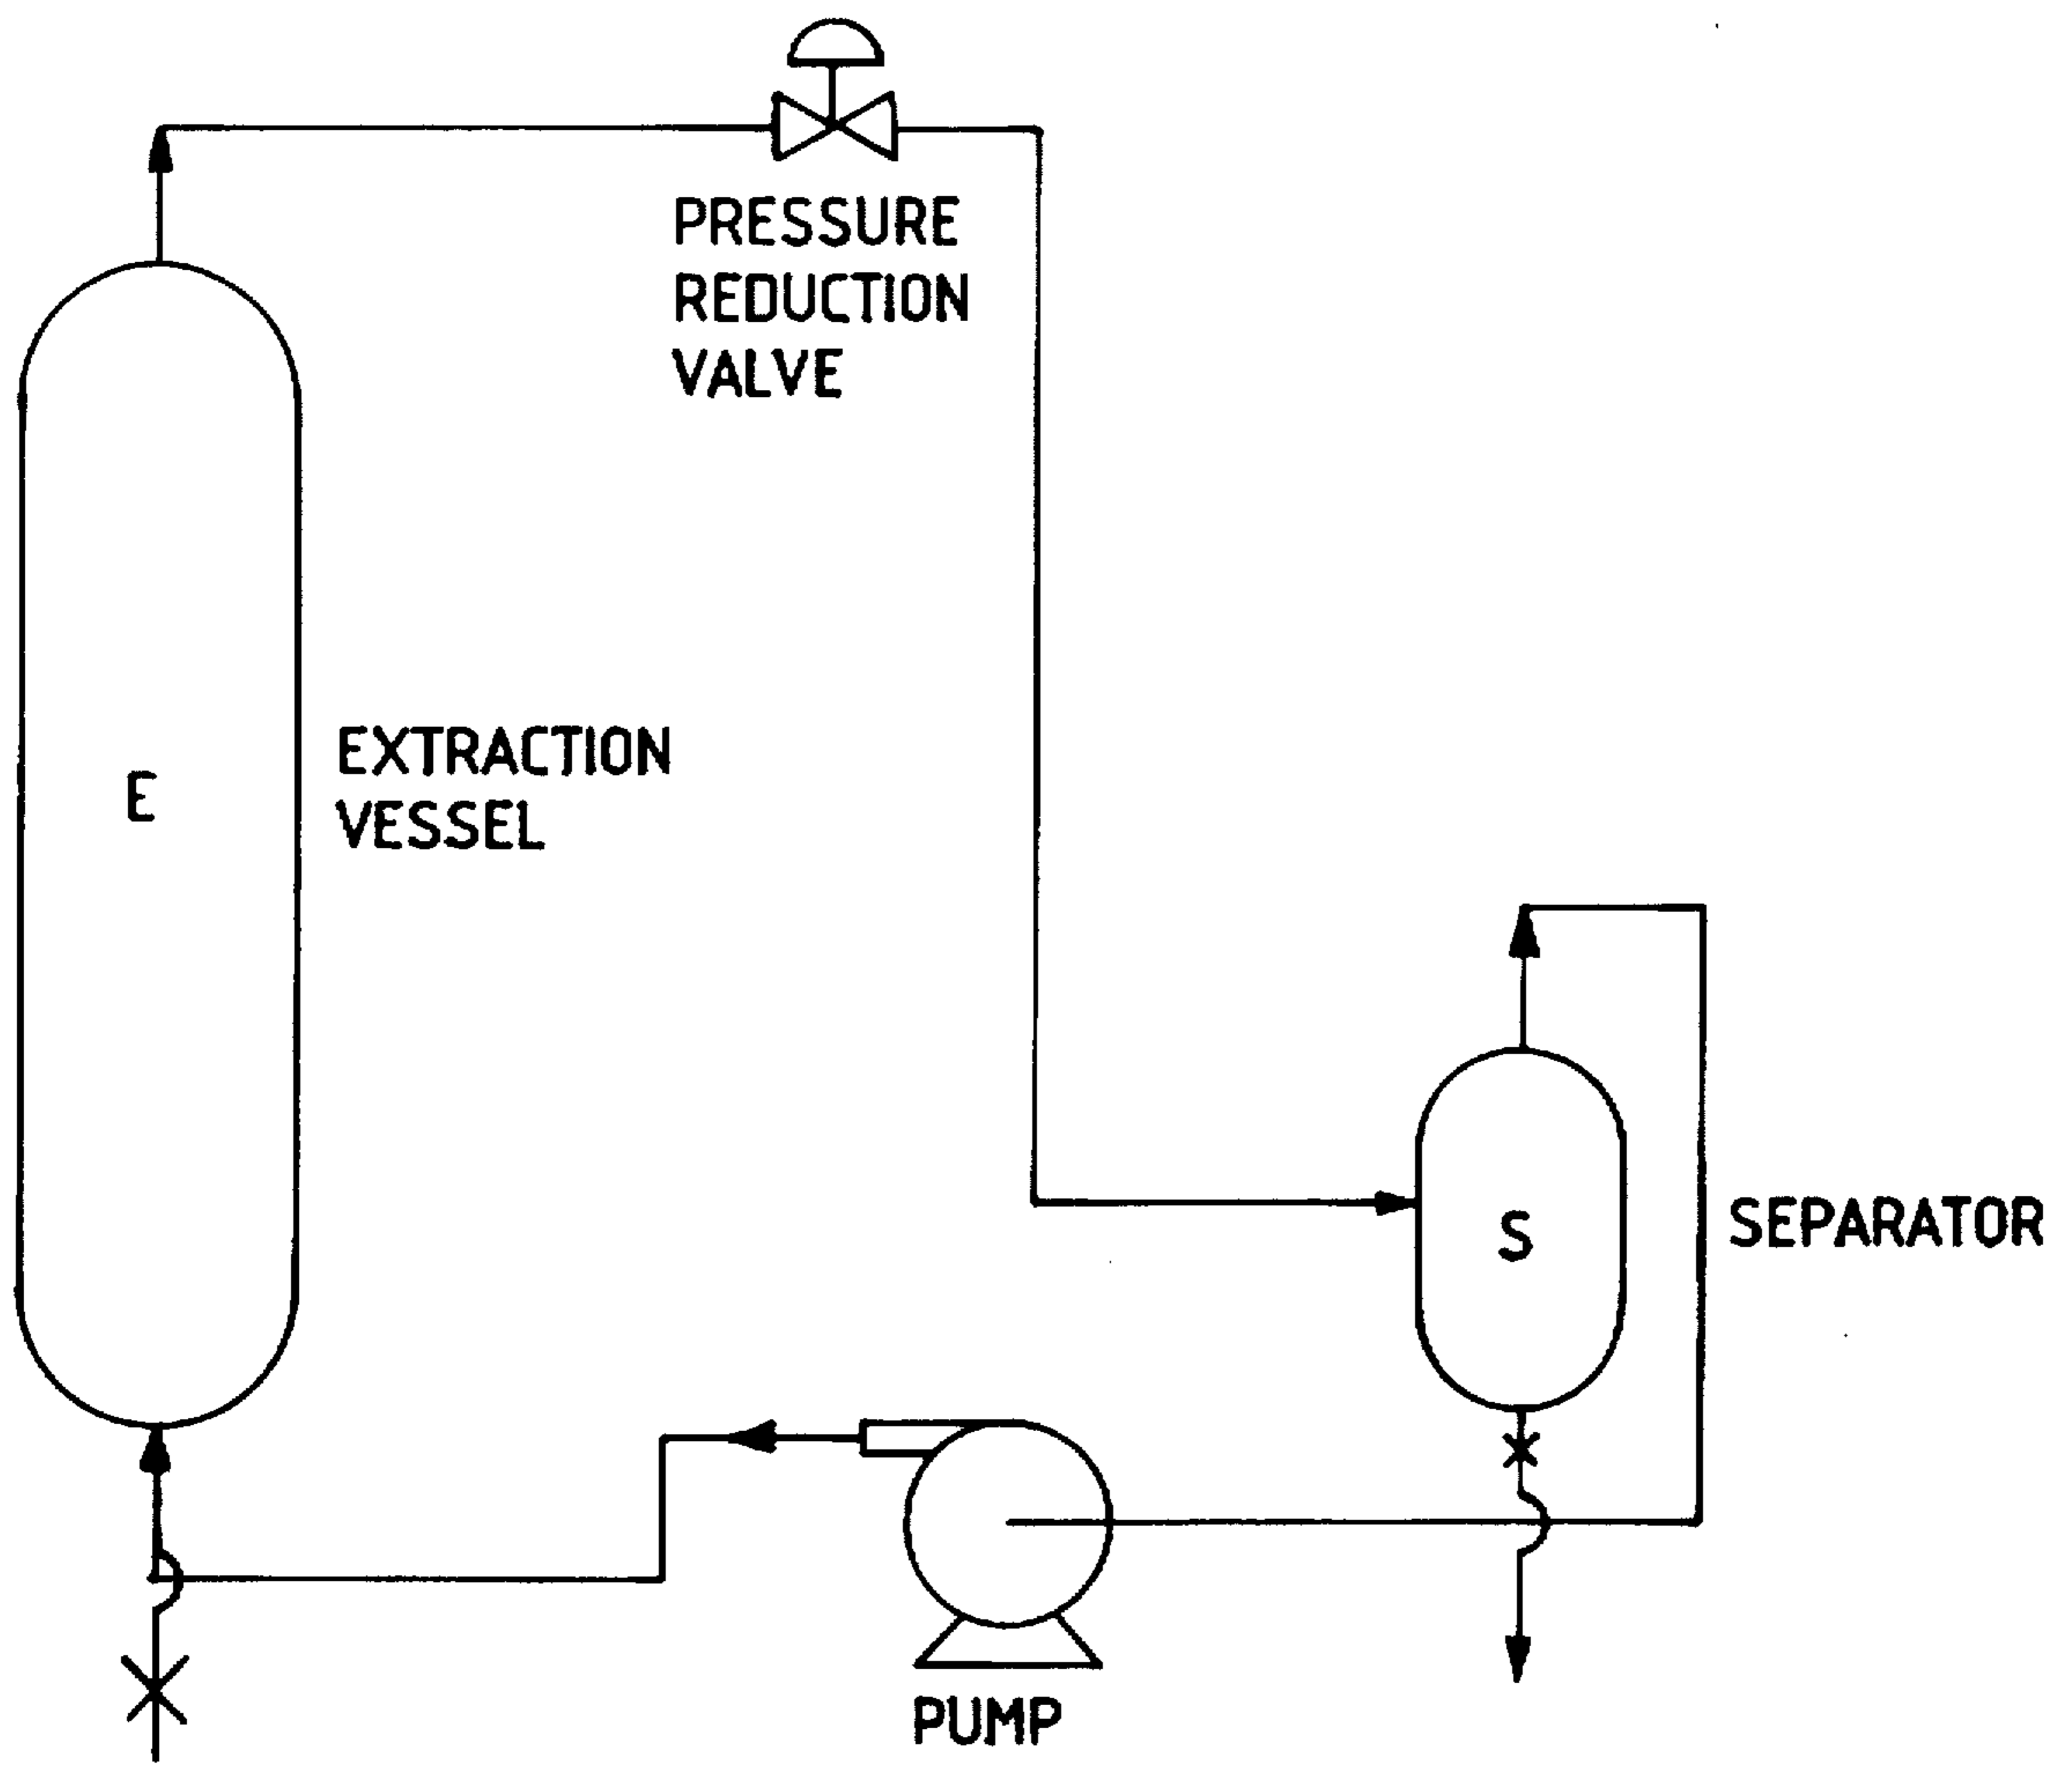 PRESSURE
REDUCTION
VALVE
E
EXTRACTION
VESSEL
S
SEPARATOR
PUMP